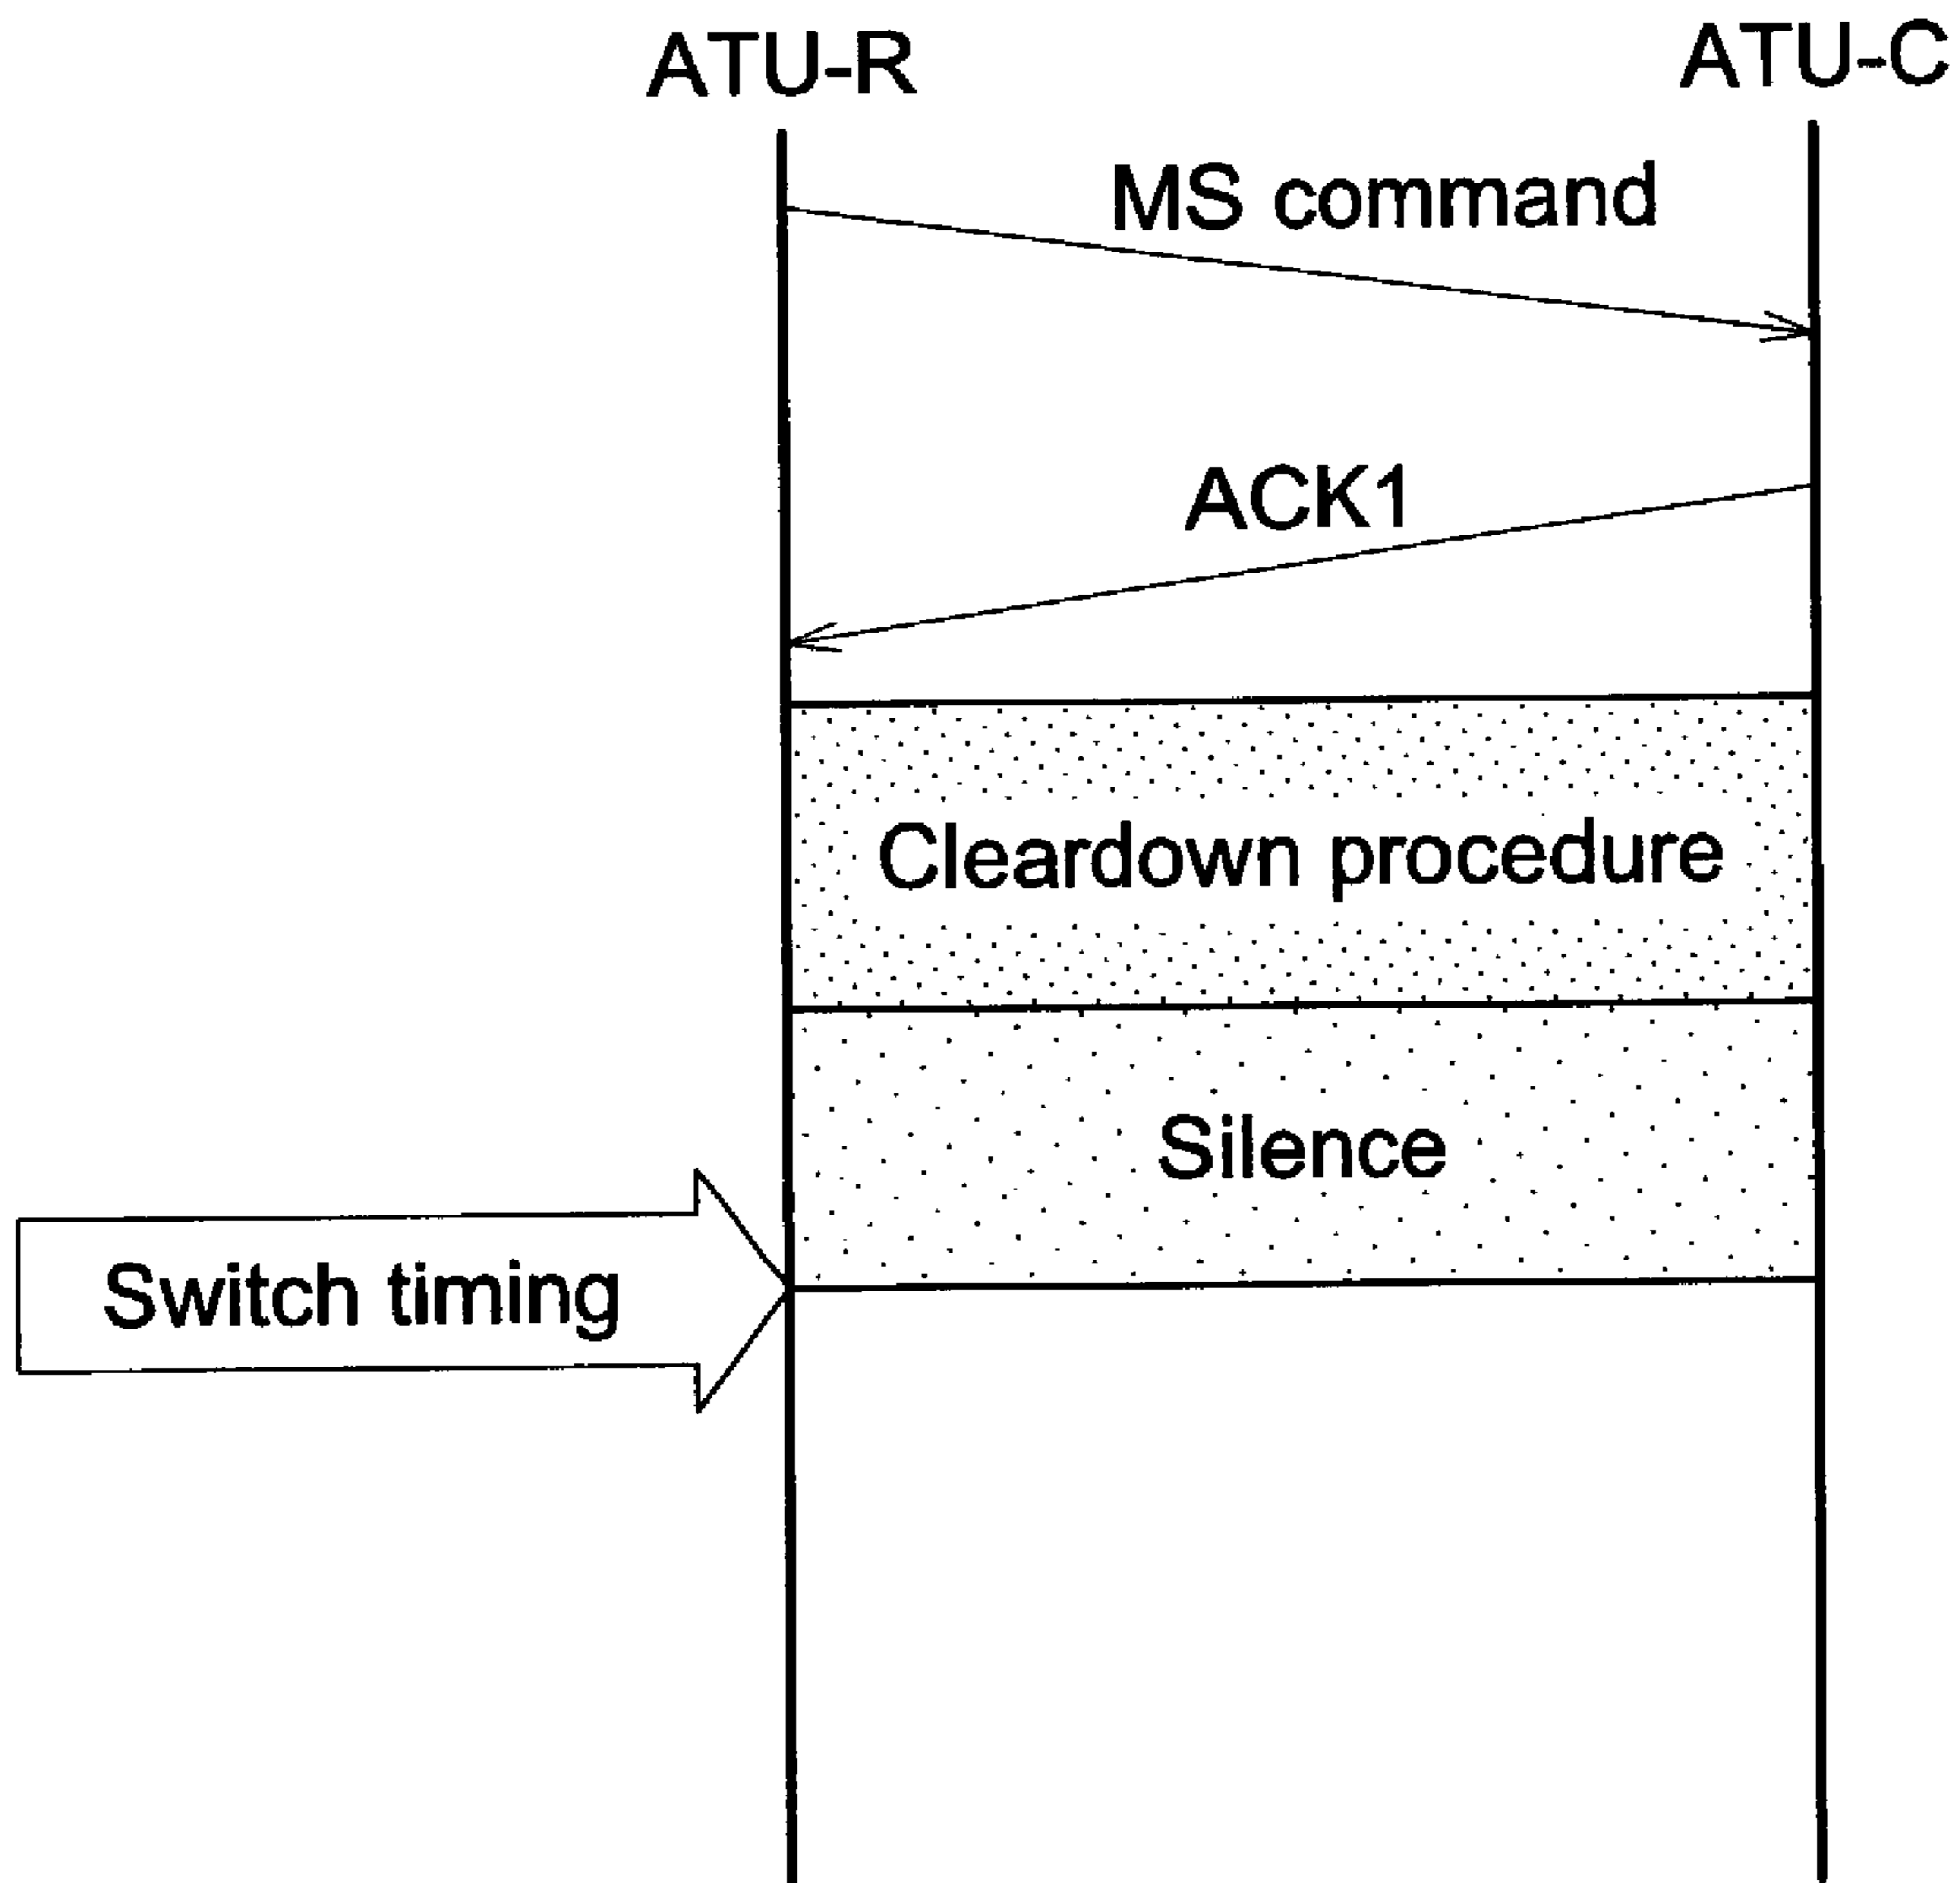 ATU-R
ATU-C
MS command
ACK1
Cleardown procedure
Silence
Switch timing